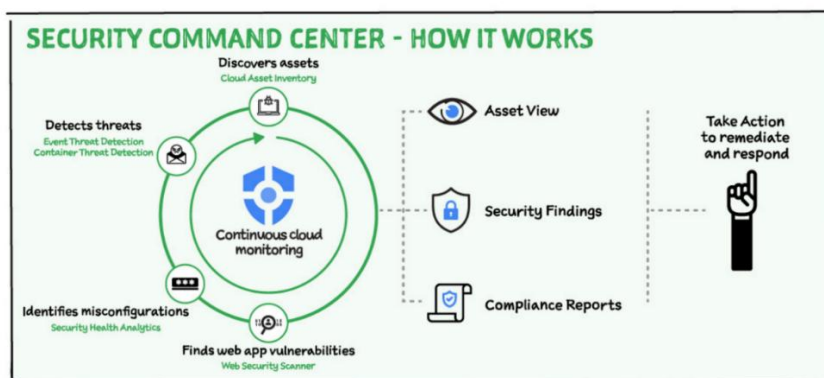 SECURITY COMMAND CENTER - HOW IT WORKS
Discovers assets
Cloud Asset Inventory
Detects threats
Event Threat Detection
Container Threat Detection
Continuous cloud
monitoring
Identifies misconfigurations
Security Health Analytics
Finds web app vulnerabilities
Web Security Scanner
Asset View
Security Findings
Compliance Reports
Take Action
to remediate
and respond